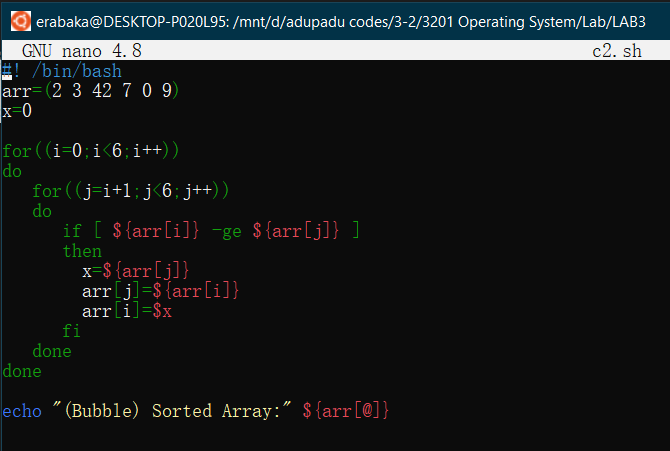 erabaka@DESKTOP-P020L95: /mnt/d/adupadu codes/3-2/3201 Operating System/Lab/LAB3
GNU nano 4.8 c2.sh
#! /bin/bash
arr=(2 3 42 7 0 9)
x=0
for((i=0;i<6;i++))
do
for((j=i+1;j<6;j++))
do
if [ ${arr[i]} -ge ${arr[j]} ]
then
x=${arr[j]}
arr[j]=${arr[i]}
arr[i]=$x
fi
done
done
echo "(Bubble) Sorted Array:" ${arr[@]}